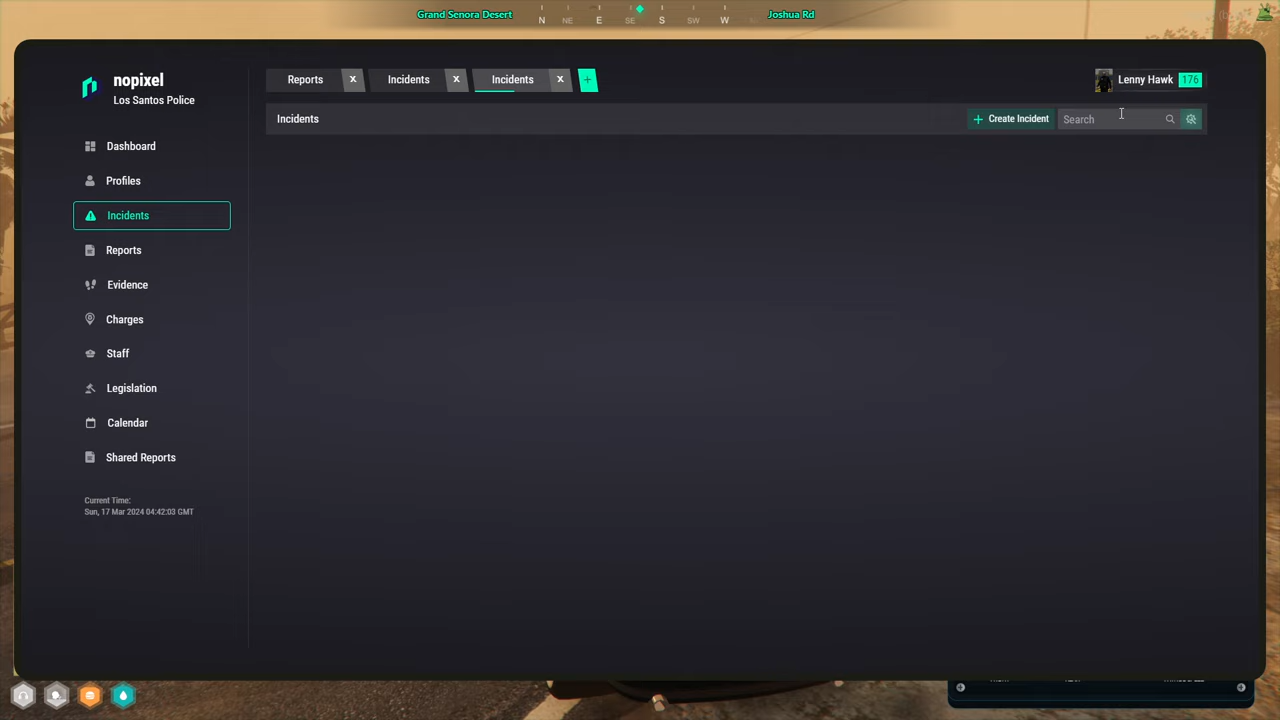 Grand Senora Desert
N NE E SE S SW W
Joshua Rd
nopixel
Los Santos Police
Reports x Incidents x Incidents x +
Lenny Hawk 176
Incidents
+ Create Incident
Search
Dashboard
Profiles
Incidents
Reports
Evidence
Charges
Staff
Legislation
Calendar
Shared Reports
Current Time:
Sun, 17 Mar 2024 04:42:03 GMT